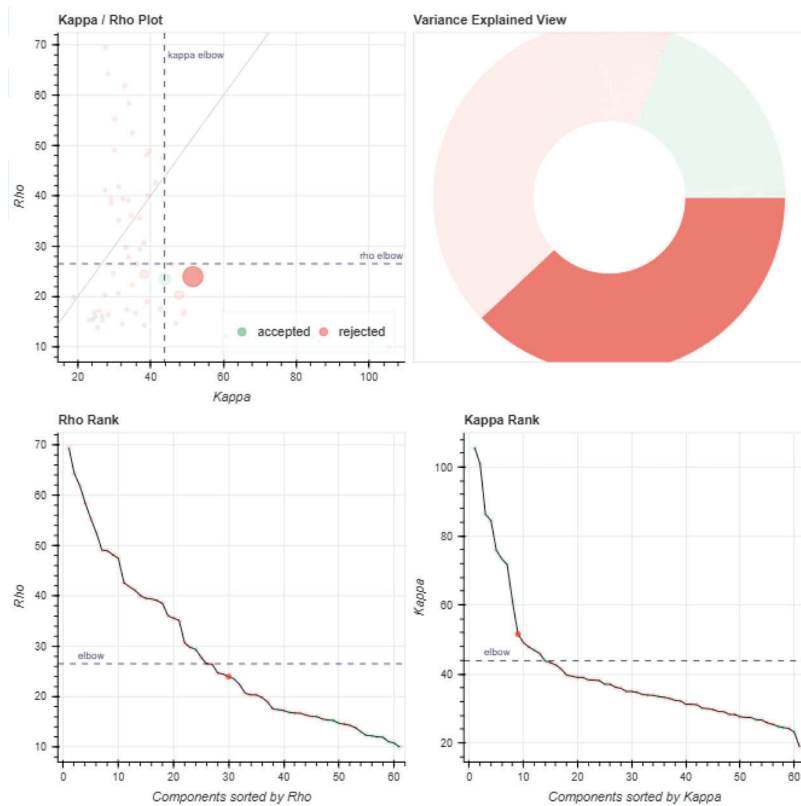 Kappa / Rho Plot
Variance Explained View
70
60
50
40
30
20
10
Rho
kappa elbow
rho elbow
accepted
rejected
20
40
60
80
100
Kappa
Rho Rank
Kappa Rank
70
60
50
40
30
20
10
Rho
elbow
0
10
20
30
40
50
60
Components sorted by Rho
100
80
60
40
20
Kappa
elbow
0
10
20
30
40
50
60
Components sorted by Kappa